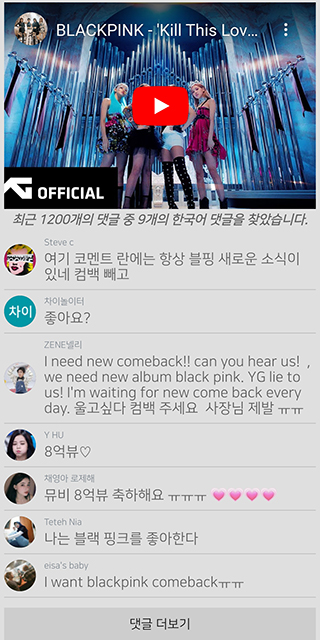 BLACKPINK - 'Kill This Lov...
YG OFFICIAL
최근 1200개의 댓글 중 9개의 한국어 댓글을 찾았습니다.
Steve c
여기 코멘트 란에는 항상 블핑 새로운 소식이
있네 컴백 빼고
차이
차이놀이터
좋아요?
ZENE넬리
I need new comeback!! can you hear us! ,
we need new album black pink. YG lie to
us! I'm waiting for new come back every
day. 울고싶다 컴백 주세요 사장님 제발 ㅠㅠ
Y HU
8억뷰♡
채영아 로제해
뮤비 8억뷰 축하해요 ㅠㅠㅠ 💗💗💗💗
Teteh Nia
나는 블랙 핑크를 좋아한다
eisa's baby
I want blackpink comebackㅠㅠ
댓글 더보기